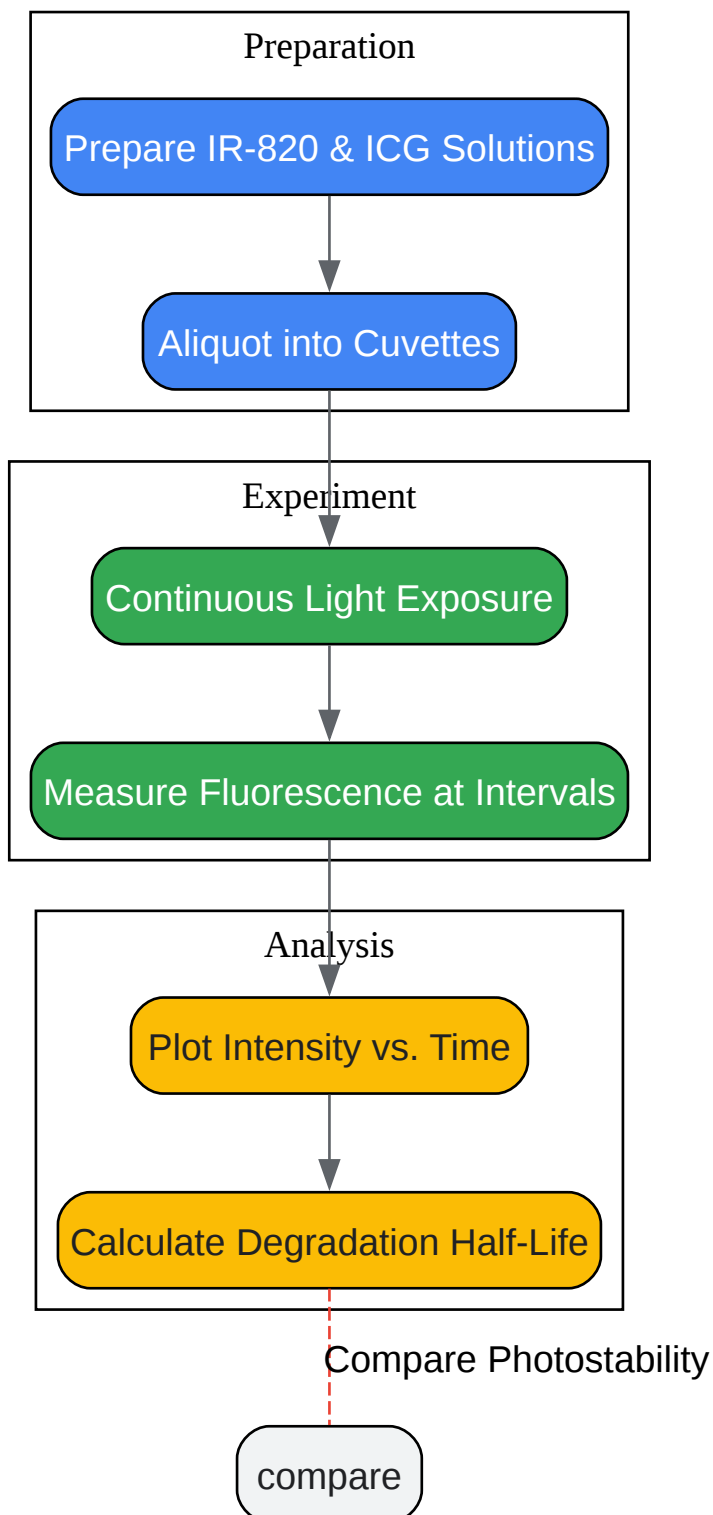 Preparation
Prepare IR-820 & ICG Solutions
Aliquot into Cuvettes
Experiment
Continuous Light Exposure
Measure Fluorescence at Intervals
Analysis
Plot Intensity vs. Time
Calculate Degradation Half-Life
Compare Photostability
compare